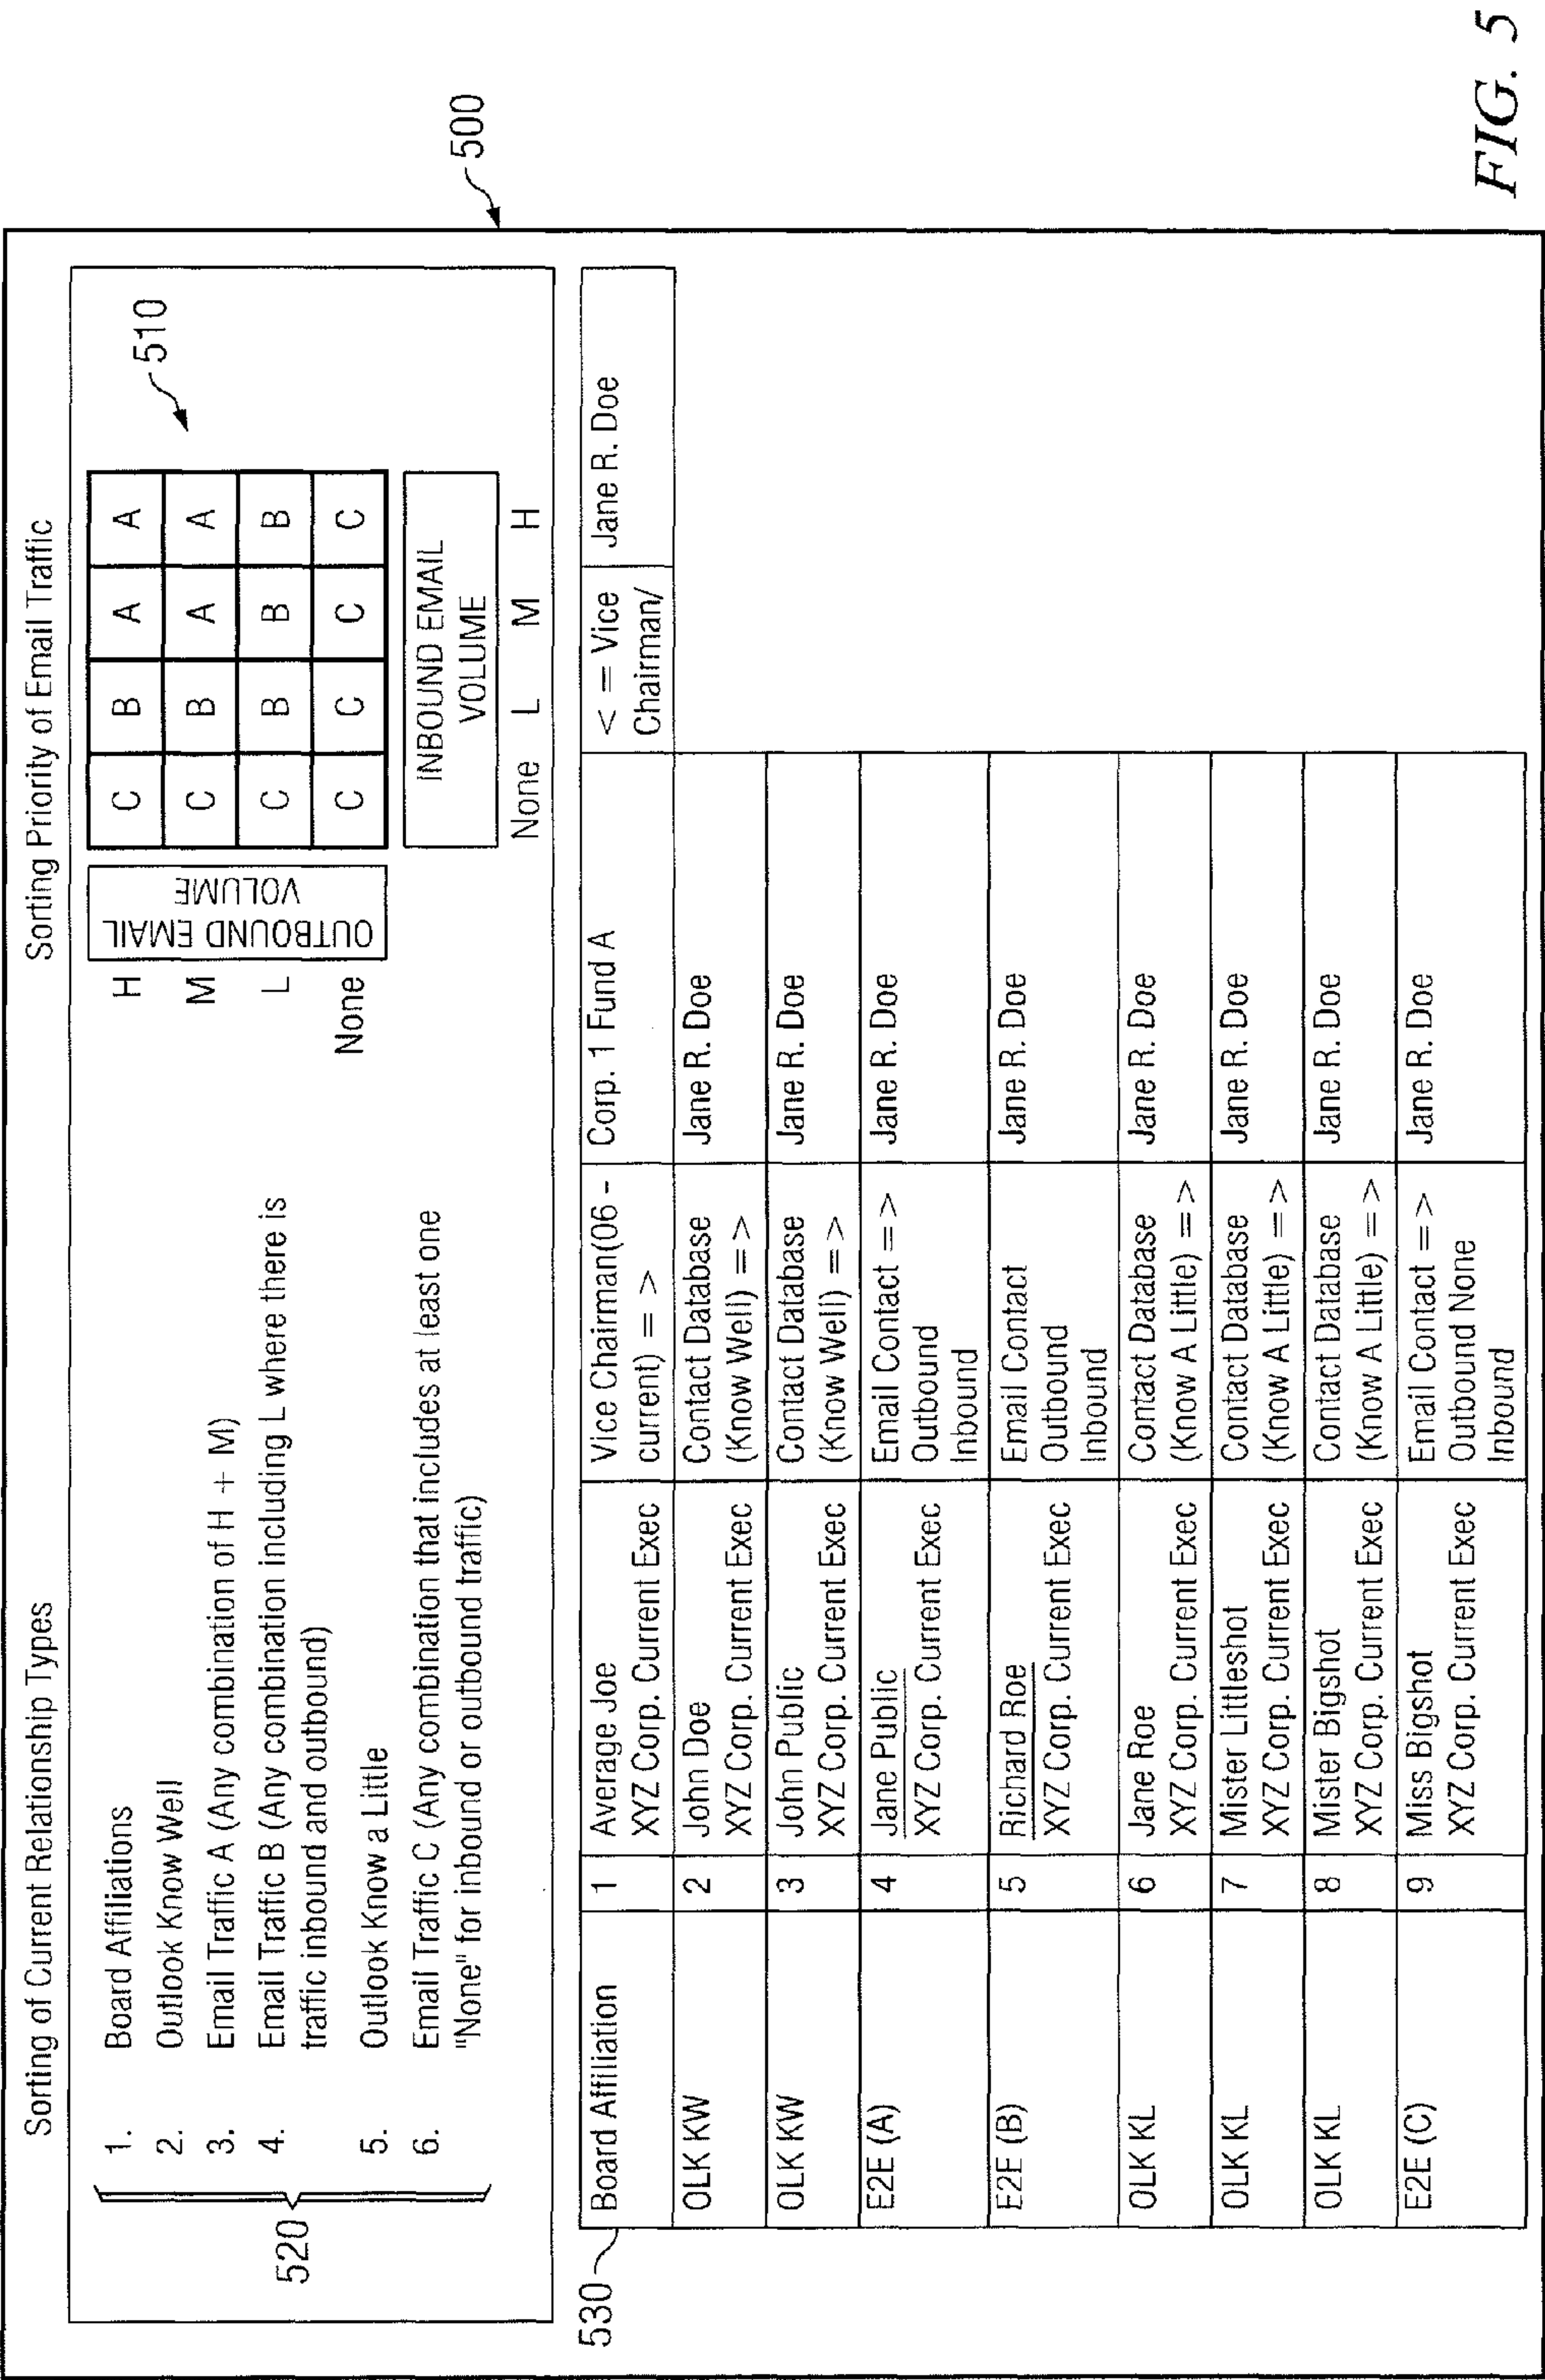 Sorting of Current Relationship Types
Sorting Priority of Email Traffic
1. Board Affiliations
2. Outlook Know Well
3. Email Traffic A (Any combination of H + M)
4. Email Traffic B (Any combination including L where there is
traffic inbound and outbound)
5. Outlook Know a Little
6. Email Traffic C (Any combination that includes at least one
"None" for inbound or outbound traffic)
520
OUTBOUND EMAIL
VOLUME
H C B A A
M C B A A
L C B B B
None C C C C
INBOUND EMAIL
VOLUME
None L M H
510
500
530
Board Affiliation 1 Average Joe Vice Chairman(06 - Corp. 1 Fund A < = Vice Jane R. Doe
XYZ Corp. Current Exec current) = > Chairman/
OLK KW 2 John Doe Contact Database Jane R. Doe
XYZ Corp. Current Exec (Know Well) = >
OLK KW 3 John Public Contact Database Jane R. Doe
XYZ Corp. Current Exec (Know Well) = >
E2E (A) 4 Jane Public Email Contact = > Jane R. Doe
XYZ Corp. Current Exec Outbound
Inbound
E2E (B) 5 Richard Roe Email Contact Jane R. Doe
XYZ Corp. Current Exec Outbound
Inbound
OLK KL 6 Jane Roe Contact Database Jane R. Doe
XYZ Corp. Current Exec (Know A Little) = >
OLK KL 7 Mister Littleshot Contact Database Jane R. Doe
XYZ Corp. Current Exec (Know A Little) = >
OLK KL 8 Mister Bigshot Contact Database Jane R. Doe
XYZ Corp. Current Exec (Know A Little) = >
E2E (C) 9 Miss Bigshot Email Contact = > Jane R. Doe
XYZ Corp. Current Exec Outbound None
Inbound
FIG. 5